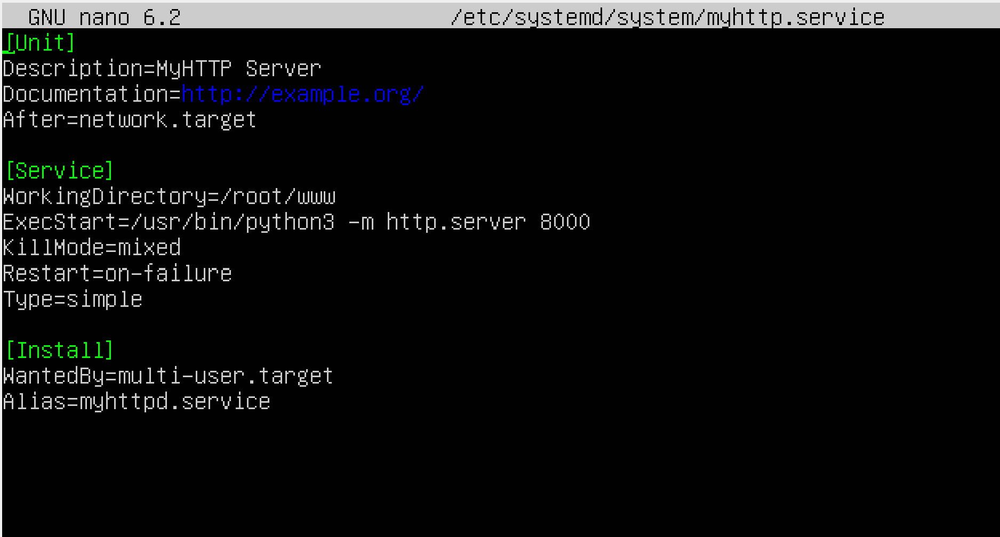 GNU nano 6.2 /etc/systemd/system/myhttp.service
[Unit]
Description=MyHTTP Server
Documentation=http://example.org/
After=network.target
[Service]
WorkingDirectory=/root/www
ExecStart=/usr/bin/python3 -m http.server 8000
KillMode=mixed
Restart=on-failure
Type=simple
[Install]
WantedBy=multi-user.target
Alias=myhttpd.service